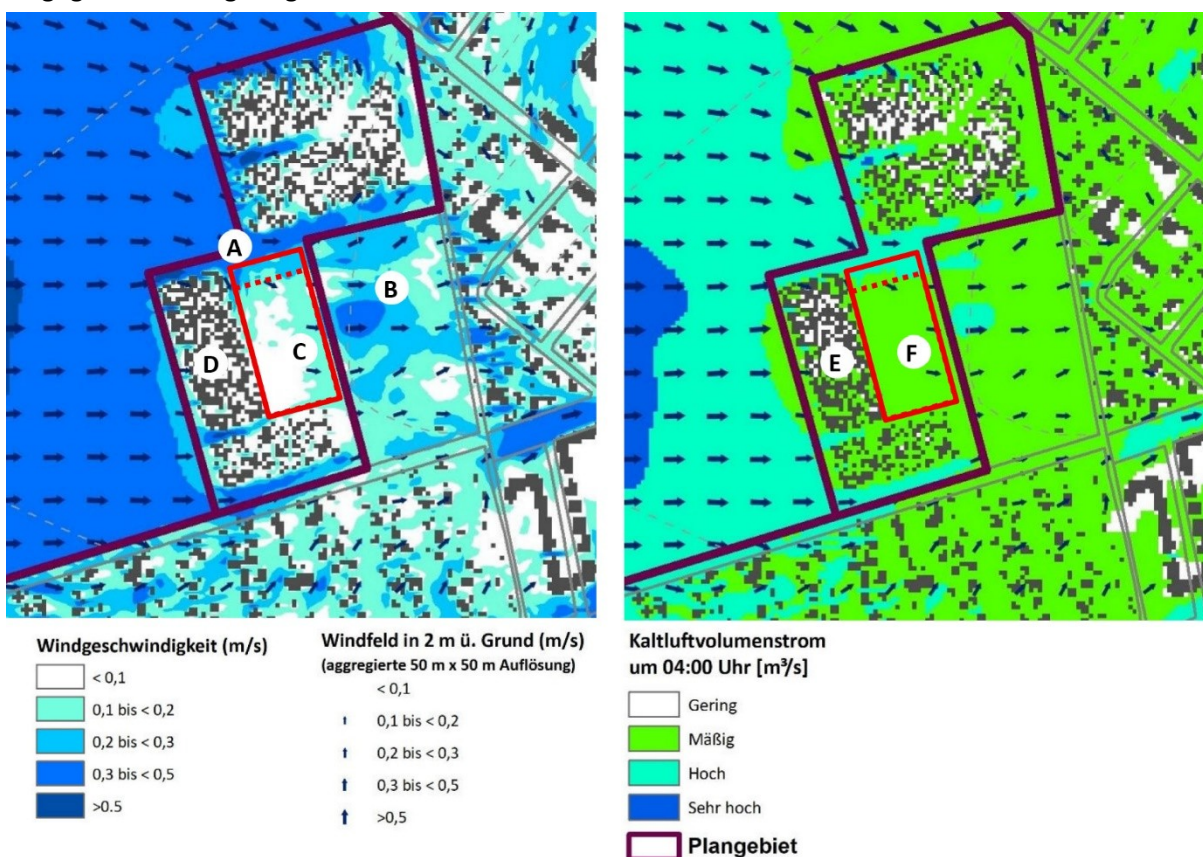 A
B
C
D
E
F
Windgeschwindigkeit (m/s)
< 0,1
0,1 bis < 0,2
0,2 bis < 0,3
0,3 bis < 0,5
>0.5
Windfeld in 2 m ü. Grund (m/s)
(aggregierte 50 m x 50 m Auflösung)
< 0,1
0,1 bis < 0,2
0,2 bis < 0,3
0,3 bis < 0,5
>0,5
Kaltluftvolumenstrom
um 04:00 Uhr [m³/s]
Gering
Mäßig
Hoch
Sehr hoch
Plangebiet